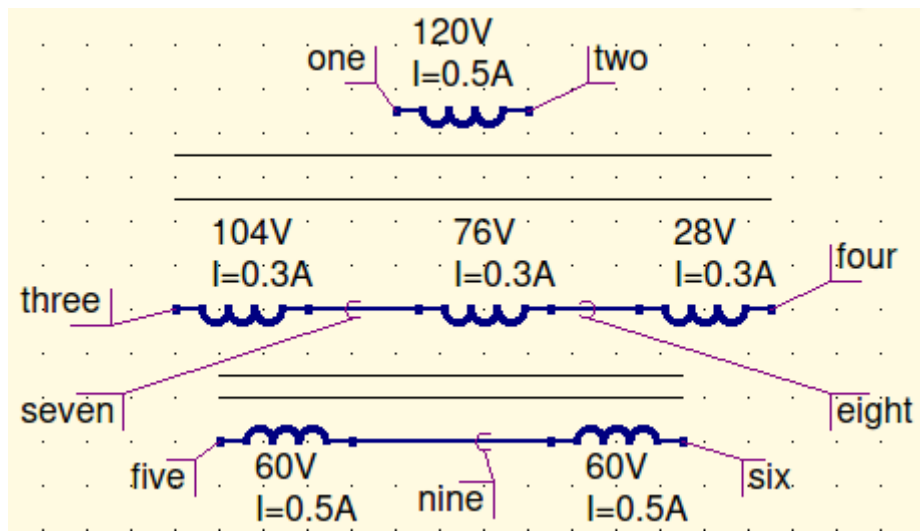 120V
one
two
I=0.5A
104V
76V
28V
I=0.3A
I=0.3A
I=0.3A
four
three
seven
eight
five
60V
60V
six
nine
I=0.5A
I=0.5A